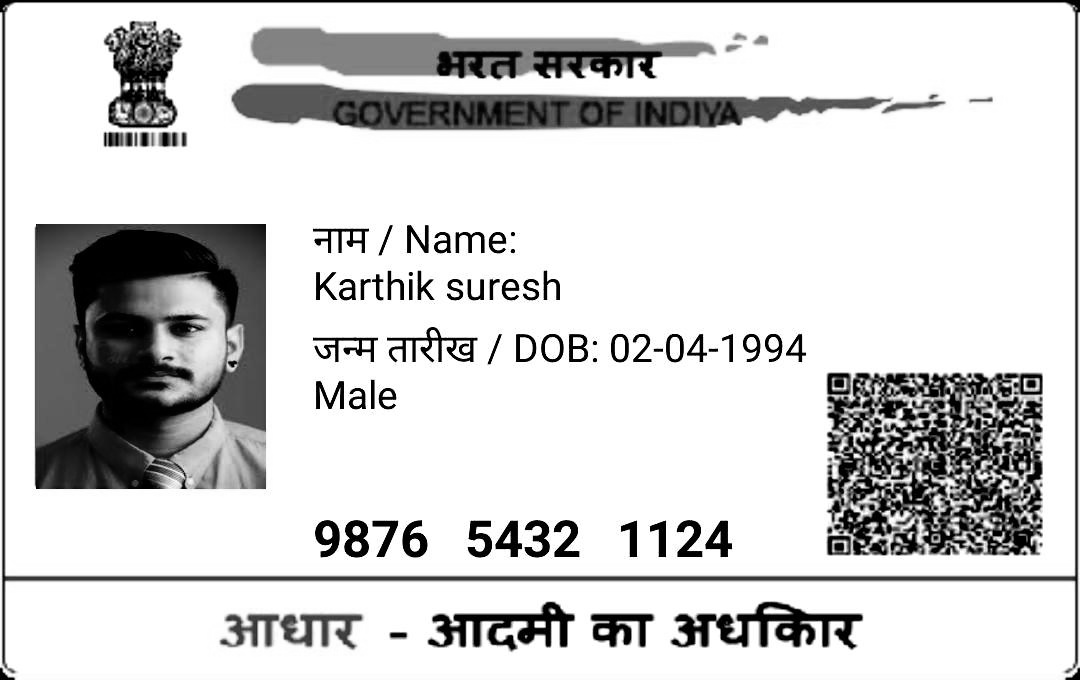 भरत सरकार
GOVERNMENT OF INDIYA
नाम / Name:
Karthik suresh
जन्म तारीख / DOB: 02-04-1994
Male
9876 5432 1124
आधार - आदमी का अधकिार